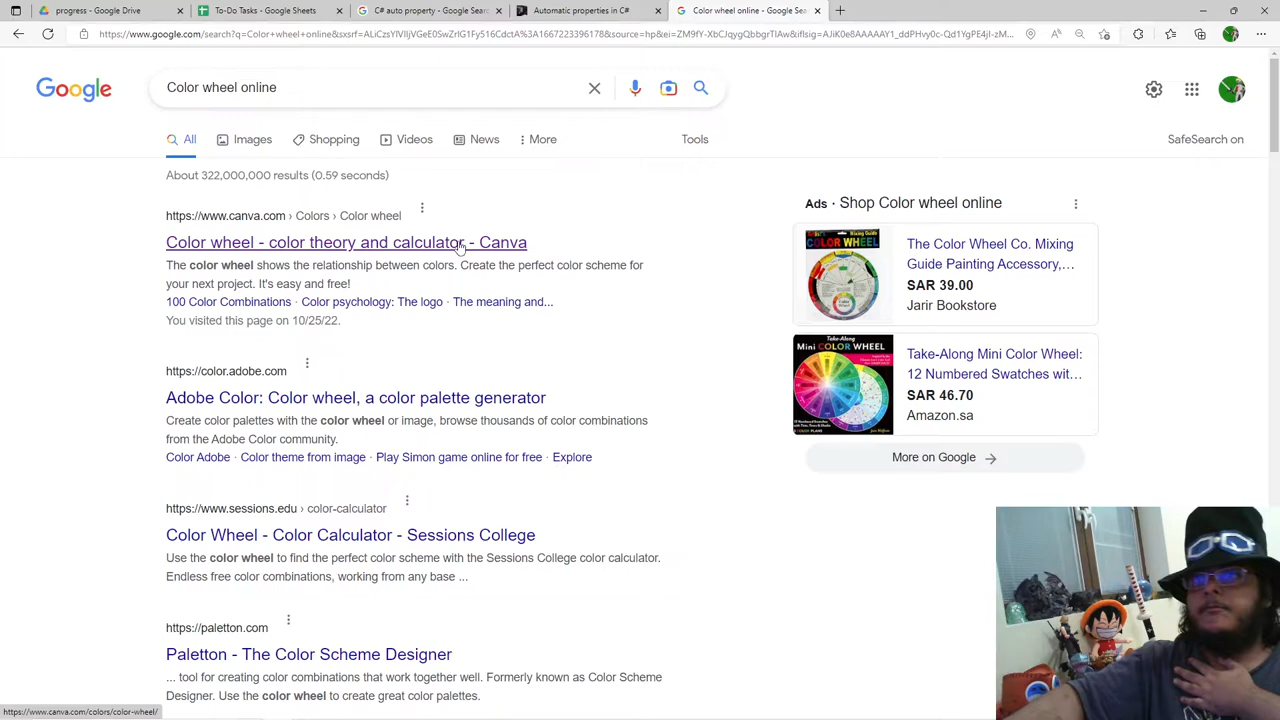 progress - Google Drive
To-Do Tasks - Google Sheets
C# auto property - Google Sear
Automatic properties in C#
Color wheel online - Google Sea
Google
Color wheel online
All
Images
Shopping
Videos
News
More
Tools
SafeSearch on
About 322,000,000 results (0.59 seconds)
https://www.canva.com › Colors › Color wheel
Color wheel - color theory and calculator - Canva
The color wheel shows the relationship between colors. Create the perfect color scheme for
your next project. It's easy and free!
100 Color Combinations · Color psychology: The logo · The meaning and...
You visited this page on 10/25/22.
https://color.adobe.com
Adobe Color: Color wheel, a color palette generator
Create color palettes with the color wheel or image, browse thousands of color combinations
from the Adobe Color community.
Color Adobe · Color theme from image · Play Simon game online for free · Explore
https://www.sessions.edu › color-calculator
Color Wheel - Color Calculator - Sessions College
Use the color wheel to find the perfect color scheme with the Sessions College color calculator.
Endless free color combinations, working from any base ...
https://paletton.com
Paletton - The Color Scheme Designer
... tool for creating color combinations that work together well. Formerly known as Color Scheme
Designer. Use the color wheel to create great color palettes.
Ads · Shop Color wheel online
COLOR WHEEL
The Color Wheel Co. Mixing
Guide Painting Accessory,...
SAR 39.00
Jarir Bookstore
Take-Along
Mini COLOR WHEEL
Take-Along Mini Color Wheel:
12 Numbered Swatches wit...
SAR 46.70
Amazon.sa
More on Google
https://www.canva.com/colors/color-wheel/